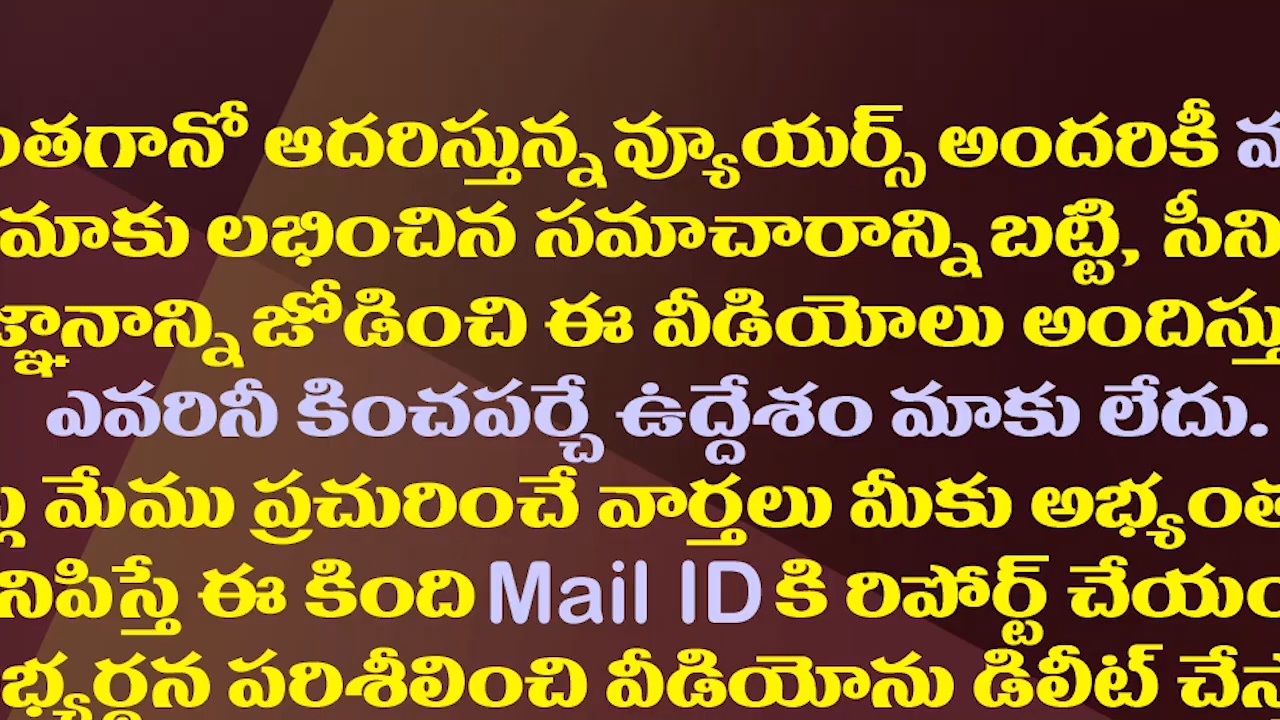 ంతగానో ఆదరిస్తున్న వ్యూయర్స్ అందరికీ
మాకు లభించిన సమాచారాన్ని బట్టి, సీని
జ్ఞానాన్ని జోడించి ఈ వీడియోలు అందిస్తు
ఎవరినీ కించపర్చే ఉద్దేశం మాకు లేదు.
మేము ప్రచురించే వార్తలు మీకు అభ్యంత
నిపిస్తే ఈ కింది Mail ID కి రిపోర్ట్ చేయం
భ్యర్థన పరిశీలించి వీడియోను డిలీట్ చేస